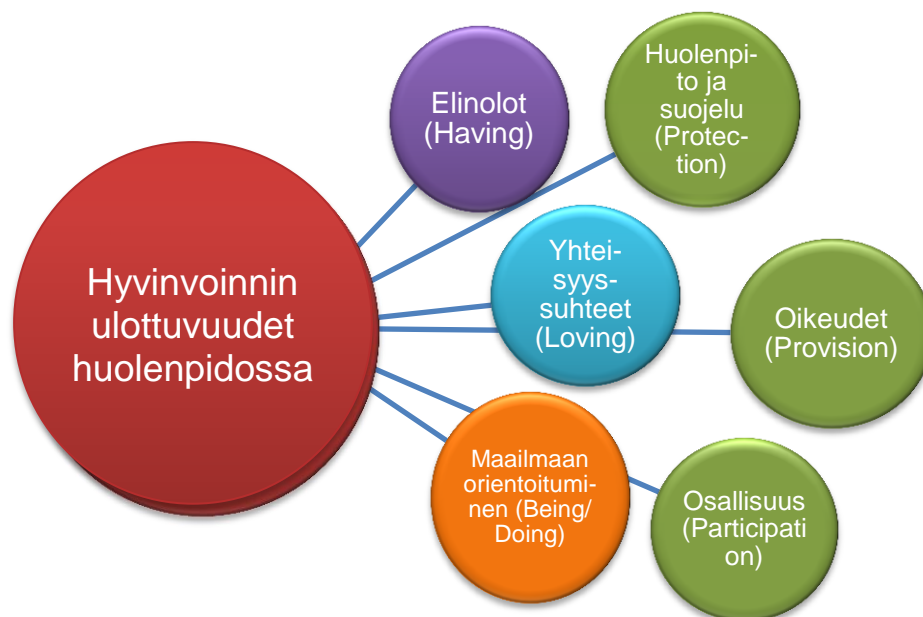 Hyvinvoinnin
ulottuvuudet
huolenpidossa
Elinolot
(Having)
Huolenpi-
to ja
suojelu
(Protec-
tion)
Yhtei-
syys-
suhteet
(Loving)
Oikeudet
(Provision)
Maailmaan
orientoitumi-
nen (Being/
Doing)
Osallisuus
(Participati
on)